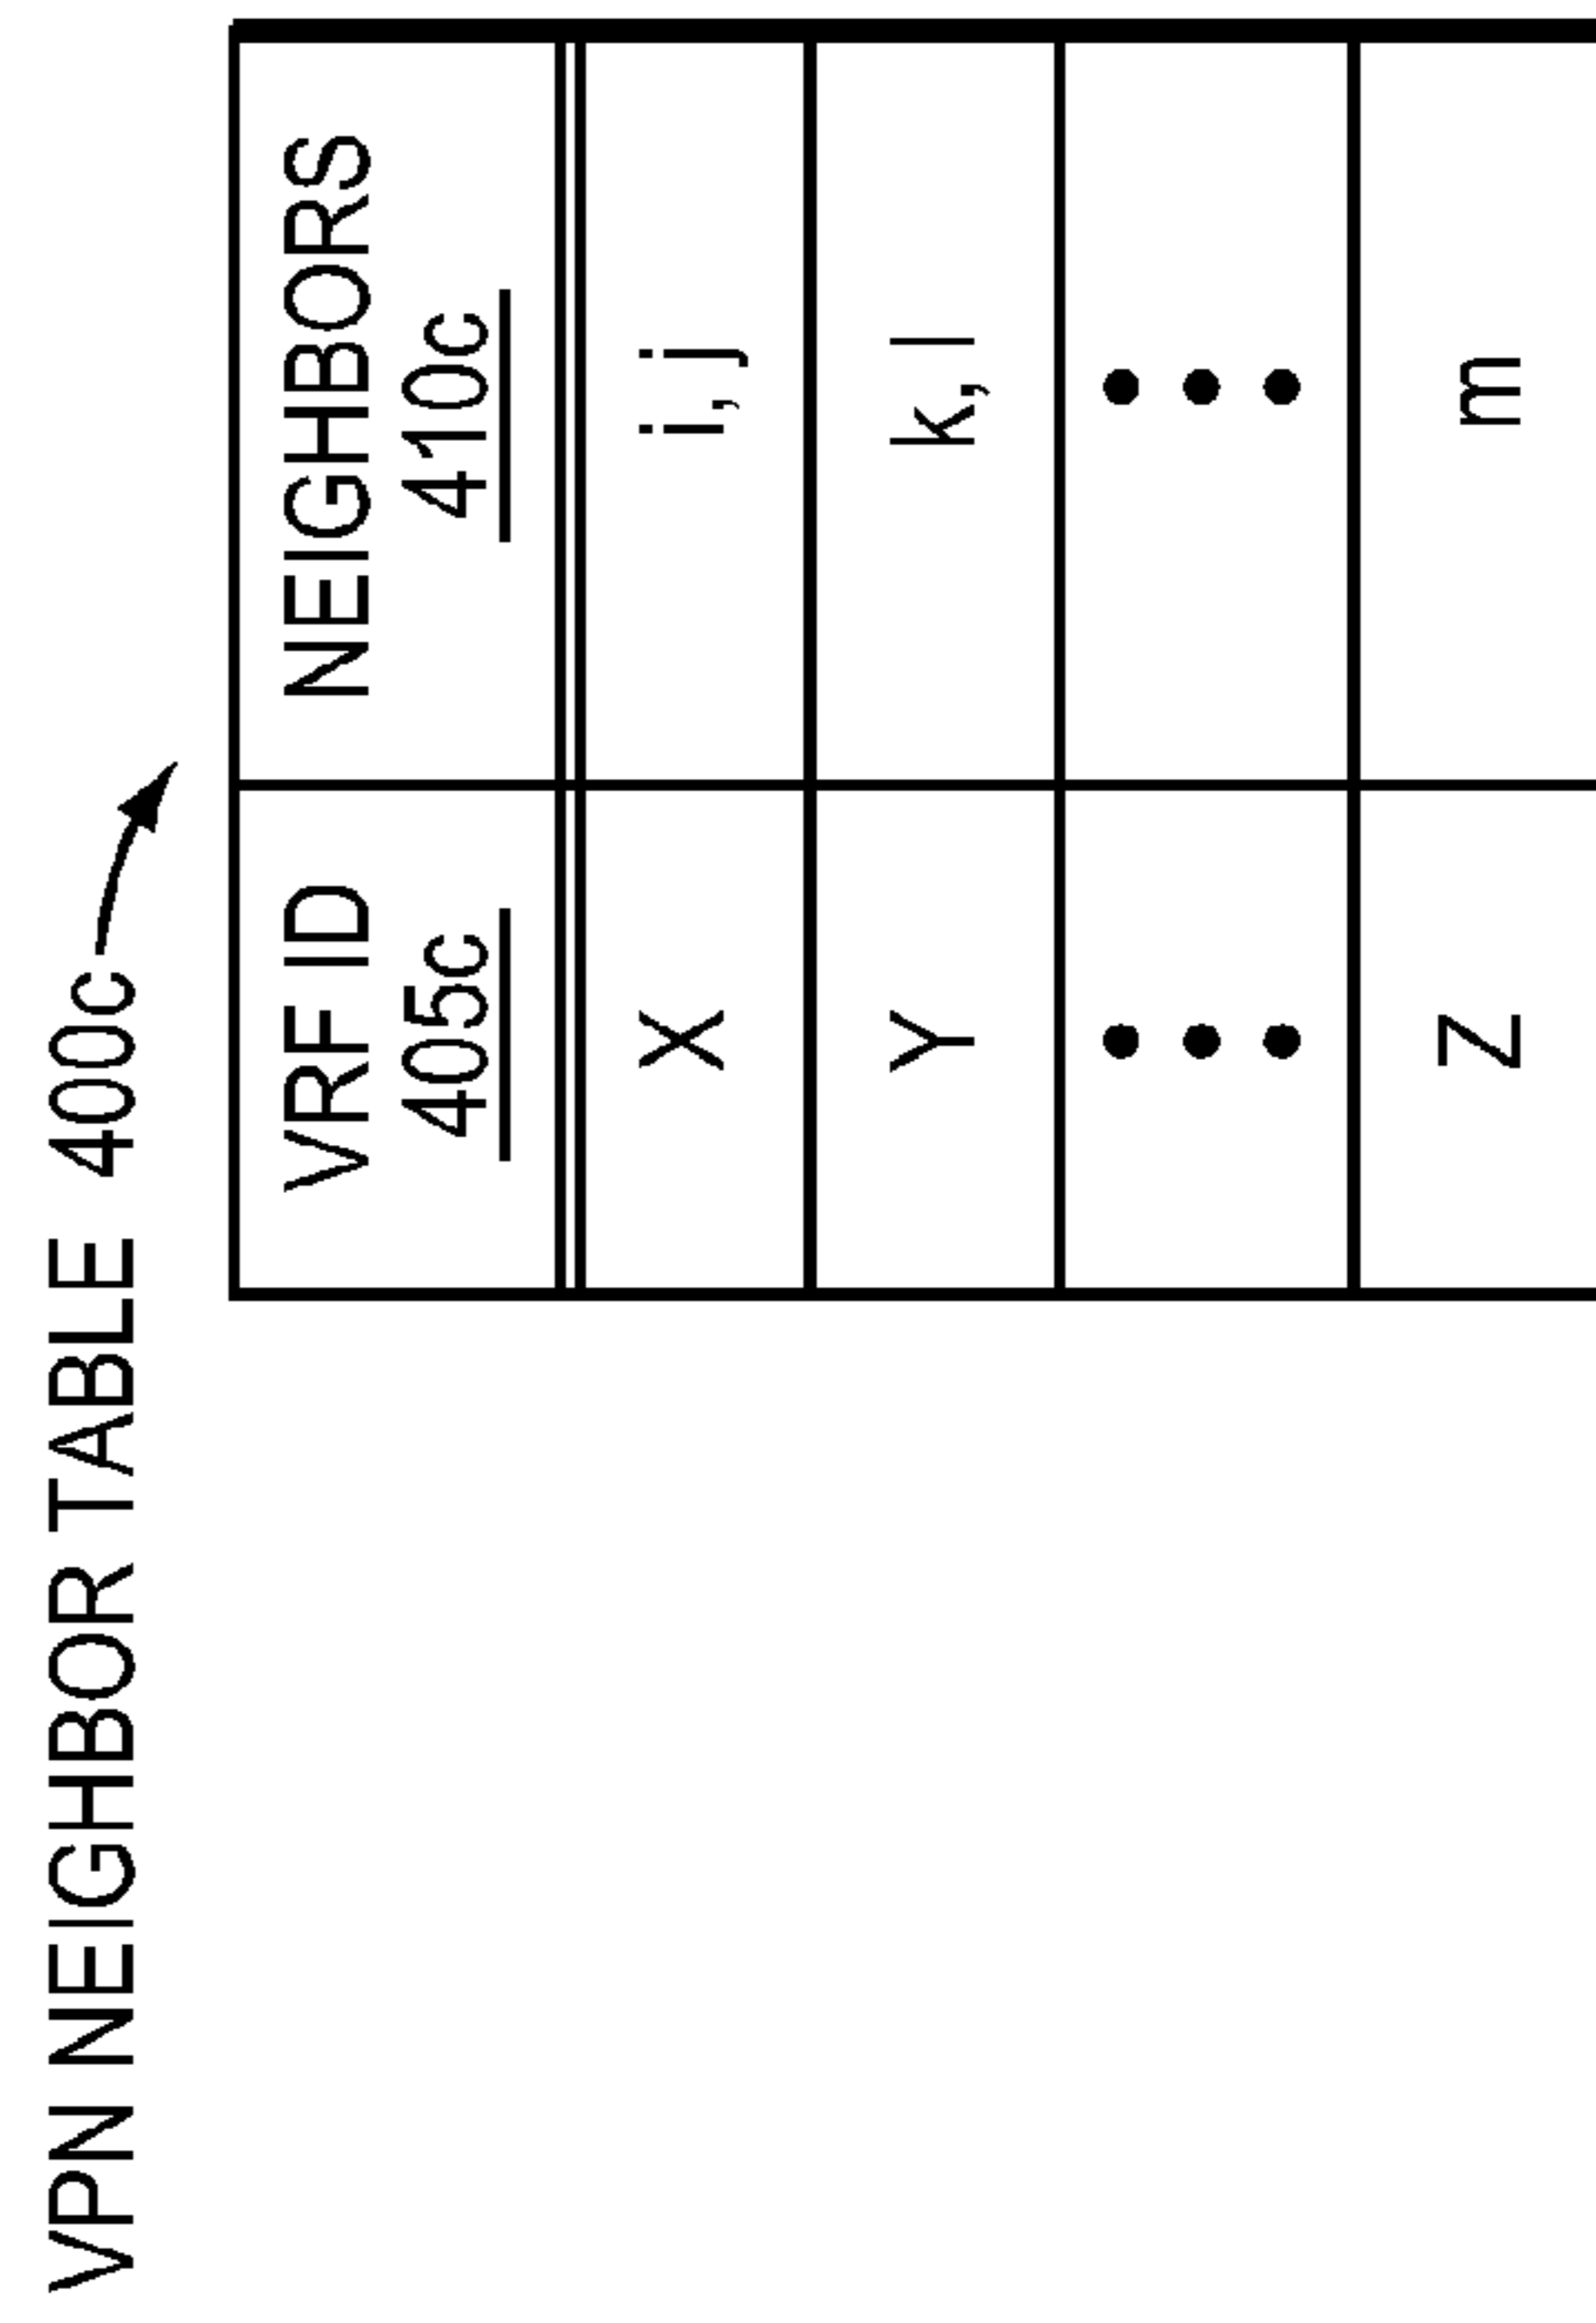 VPN NEIGHBOR TABLE 400c
VRF ID NEIGHBORS
405c 410c
X i, j
Y k, l
● ●
● ●
● ●
Z m